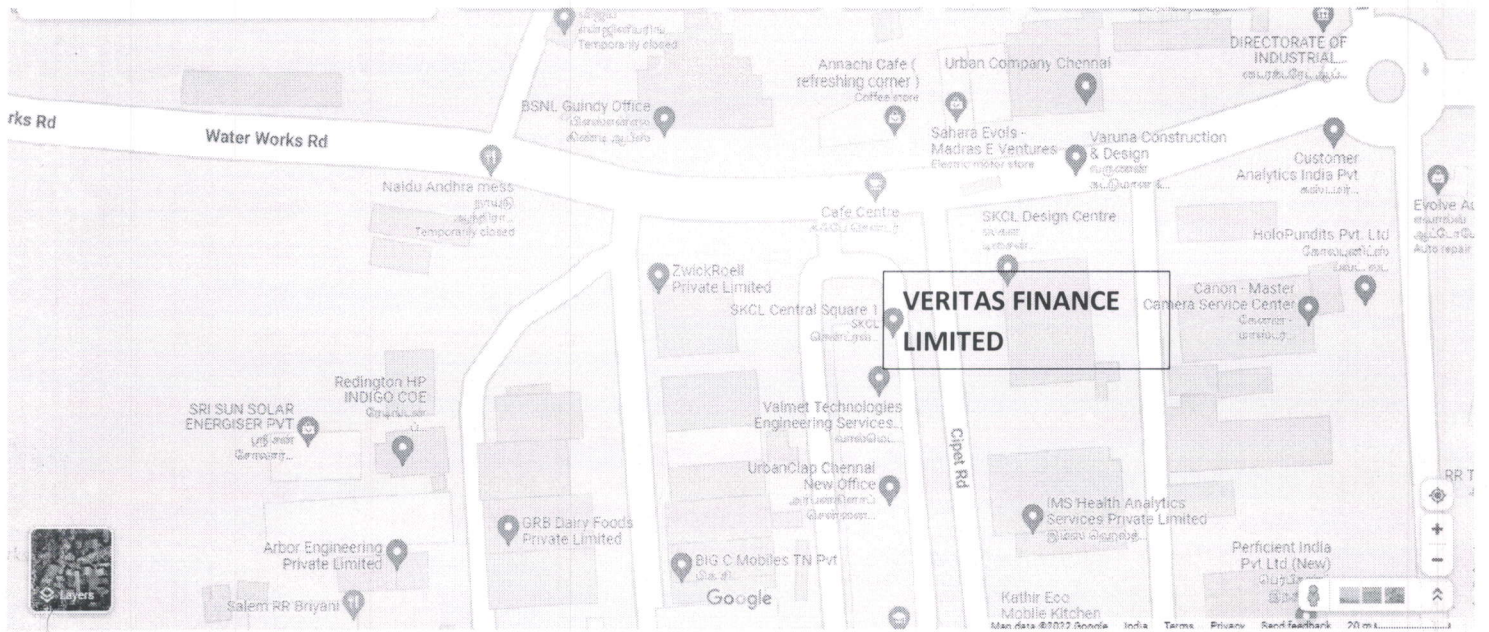 Temporarily closed
DIRECTORATE OF
INDUSTRIAL...
Annachi Cafe (
refreshing corner )
Coffee store
Urban Company Chennai
BSNL Guindy Office
rks Rd
Water Works Rd
Sahara Evols -
Madras E Ventures
Electric motor store
Varuna Construction
& Design
Customer
Analytics India Pvt
Naidu Andhra mess
நாயுடு
ஆந்திரா...
Temporarily closed
Cafe Centre
SKCL Design Centre
Evolve Au
Auto repair
HoloPundits Pvt. Ltd
ZwickRoell
Private Limited
SKCL Central Square 1
SKCL
VERITAS FINANCE
LIMITED
Canon - Master
Camera Service Center
Redington HP
INDIGO COE
SRI SUN SOLAR
ENERGISER PVT
ஸ்ரீ சன்
சோலார்...
Valmet Technologies
Engineering Services...
Cipet Rd
UrbanClap Chennai
New Office
RR T
IMS Health Analytics
Services Private Limited
GRB Dairy Foods
Private Limited
Arbor Engineering
Private Limited
BIG C Mobiles TN Pvt
Perficient India
Pvt Ltd (New)
Layers
Salem RR Briyani
Google
Kathir Eco
Mobile Kitchen
Map data ©2022 Google India Terms Privacy Send feedback 20 m